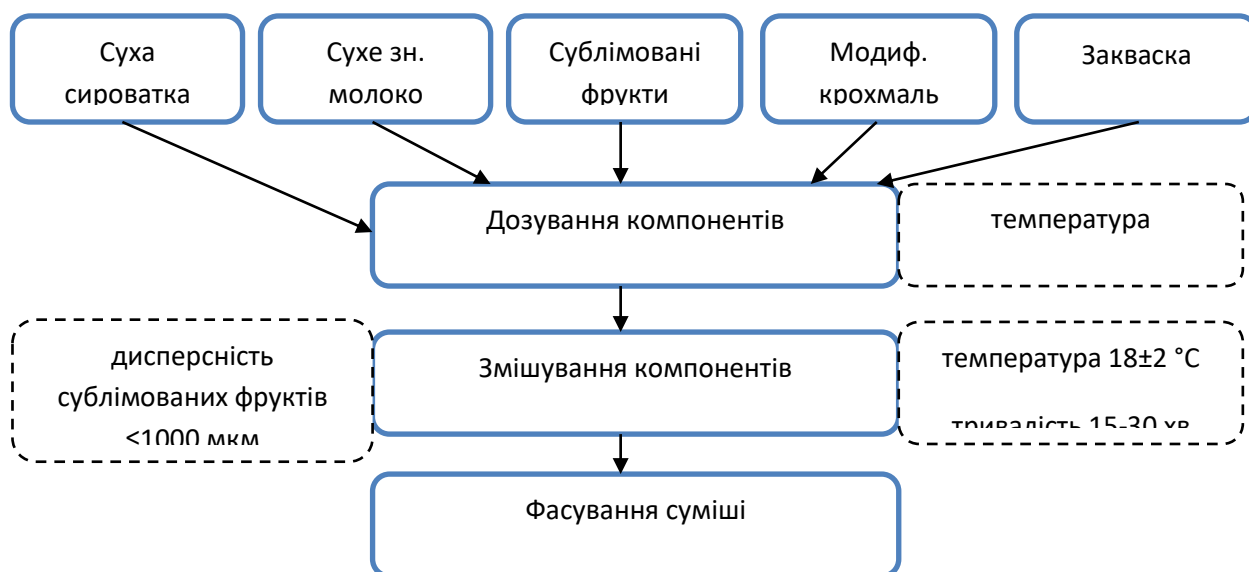 Суха
сироватка
Сухе зн.
молоко
Сублімовані
фрукти
Модиф.
крохмаль
Закваска
Дозування компонентів
температура
дисперсність
сублімованих фруктів
<1000 мкм
Змішування компонентів
температура 18±2 °C
тривалість 15-30 хв
Фасування суміші